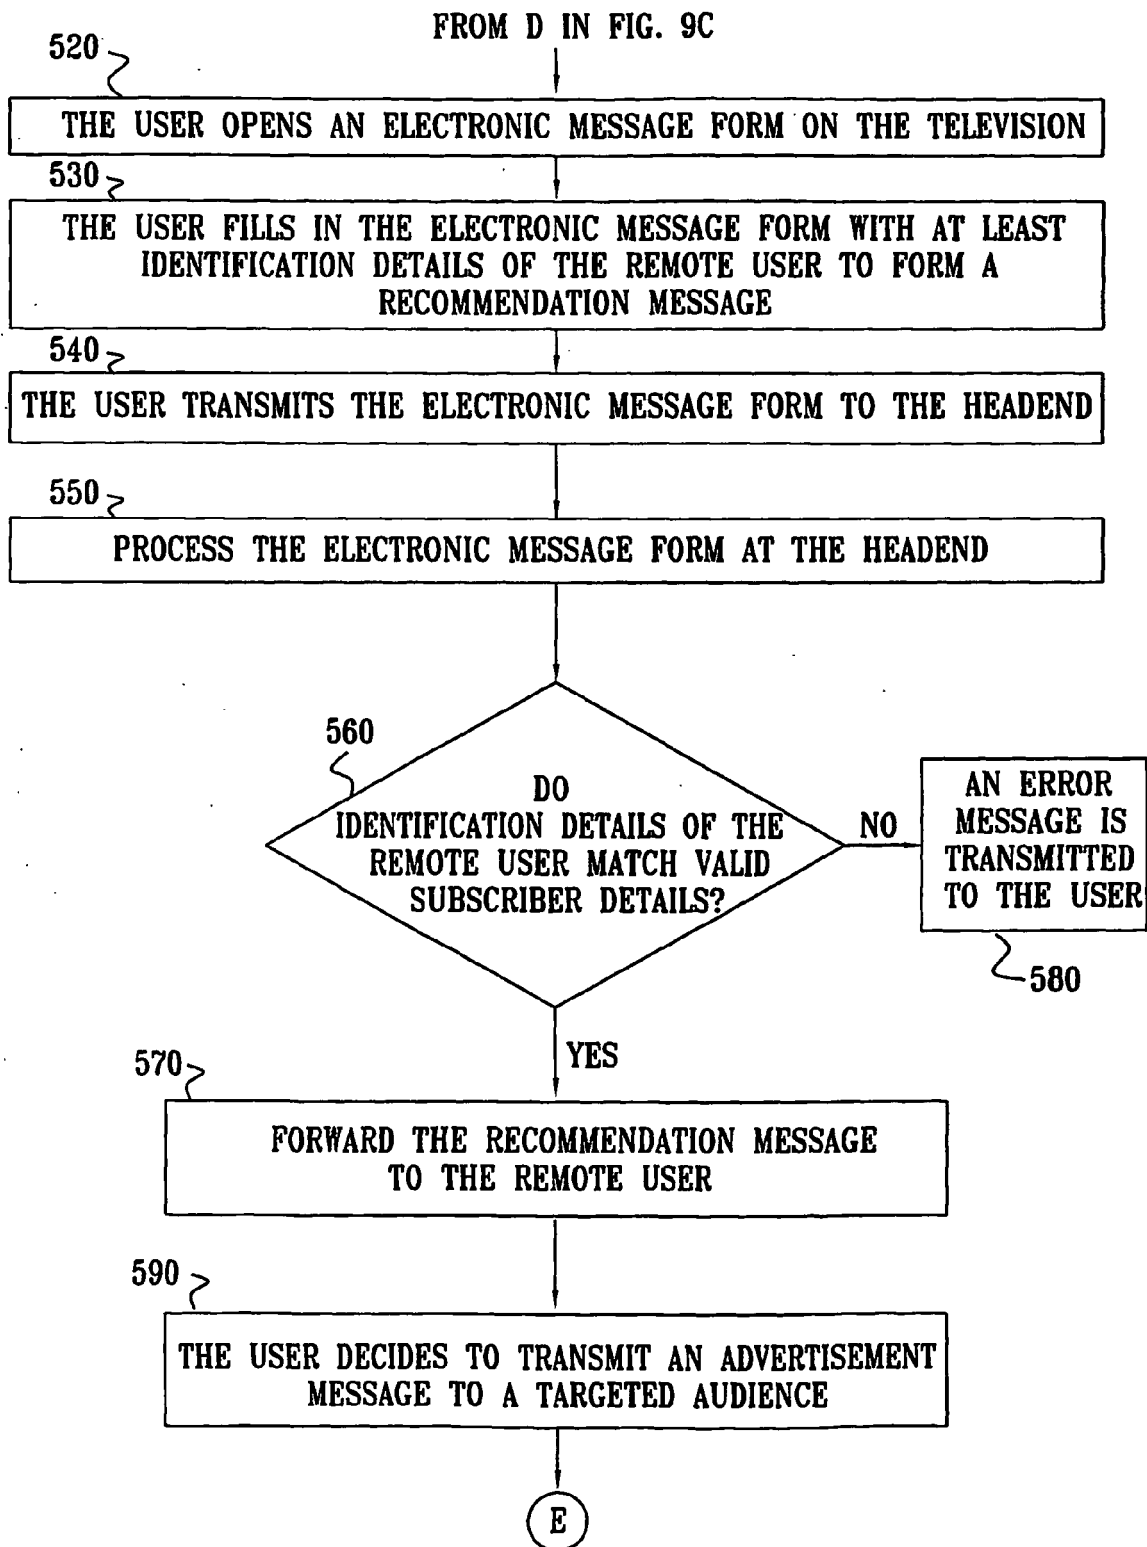 FROM D IN FIG. 9C
520
THE USER OPENS AN ELECTRONIC MESSAGE FORM ON THE TELEVISION
530
THE USER FILLS IN THE ELECTRONIC MESSAGE FORM WITH AT LEAST
IDENTIFICATION DETAILS OF THE REMOTE USER TO FORM A
RECOMMENDATION MESSAGE
540
THE USER TRANSMITS THE ELECTRONIC MESSAGE FORM TO THE HEADEND
550
PROCESS THE ELECTRONIC MESSAGE FORM AT THE HEADEND
560
DO
IDENTIFICATION DETAILS OF THE
REMOTE USER MATCH VALID
SUBSCRIBER DETAILS?
NO
AN ERROR
MESSAGE IS
TRANSMITTED
TO THE USER
580
YES
570
FORWARD THE RECOMMENDATION MESSAGE
TO THE REMOTE USER
590
THE USER DECIDES TO TRANSMIT AN ADVERTISEMENT
MESSAGE TO A TARGETED AUDIENCE
E